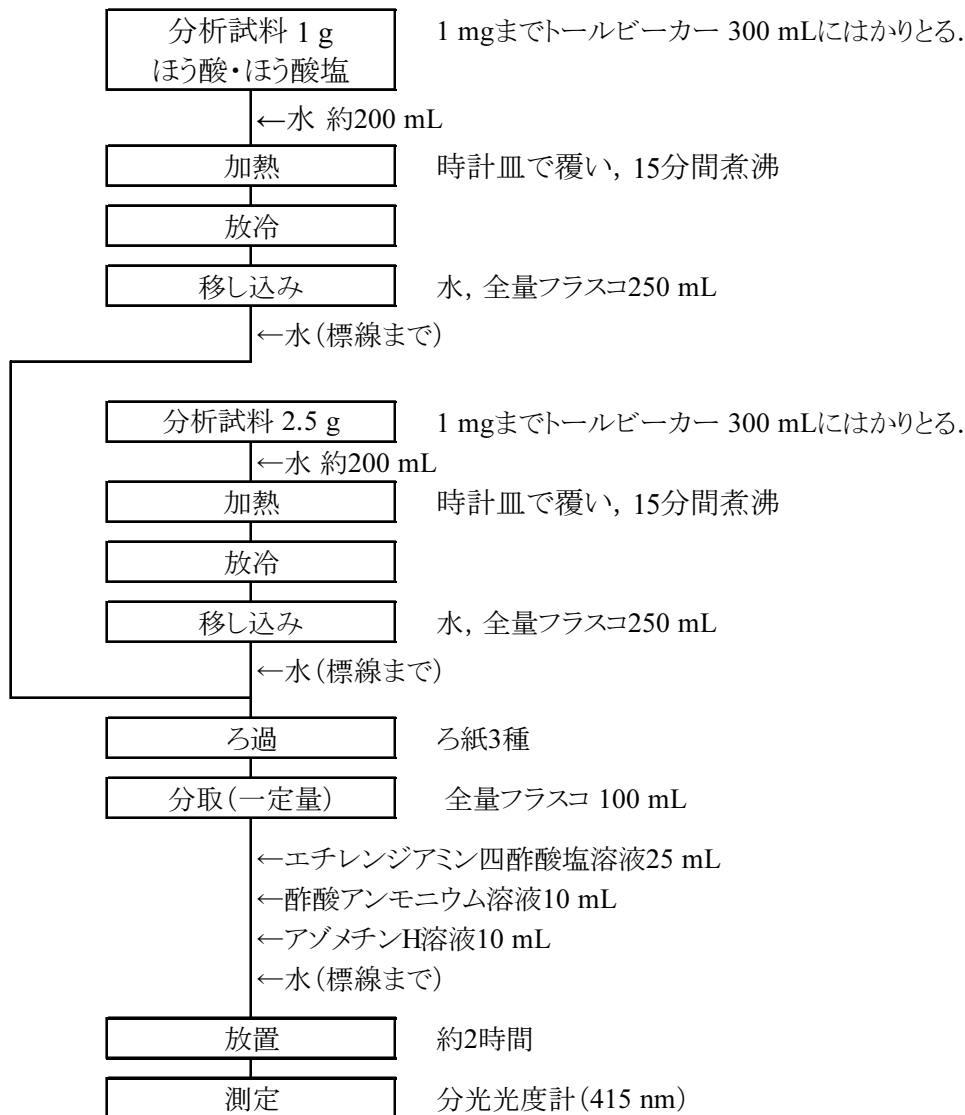 分析試料 1 g
ほう酸・ほう酸塩
1 mgまでトールビーカー 300 mLにはかりとる.
←水 約200 mL
加熱
時計皿で覆い, 15分間煮沸
放冷
移し込み
水, 全量フラスコ250 mL
←水(標線まで)
分析試料 2.5 g
1 mgまでトールビーカー 300 mLにはかりとる.
←水 約200 mL
加熱
時計皿で覆い, 15分間煮沸
放冷
移し込み
水, 全量フラスコ250 mL
←水(標線まで)
ろ過
ろ紙3種
分取(一定量)
全量フラスコ 100 mL
←エチレンジアミン四酢酸塩溶液25 mL
←酢酸アンモニウム溶液10 mL
←アゾメチンH溶液10 mL
←水(標線まで)
放置
約2時間
測定
分光光度計(415 nm)